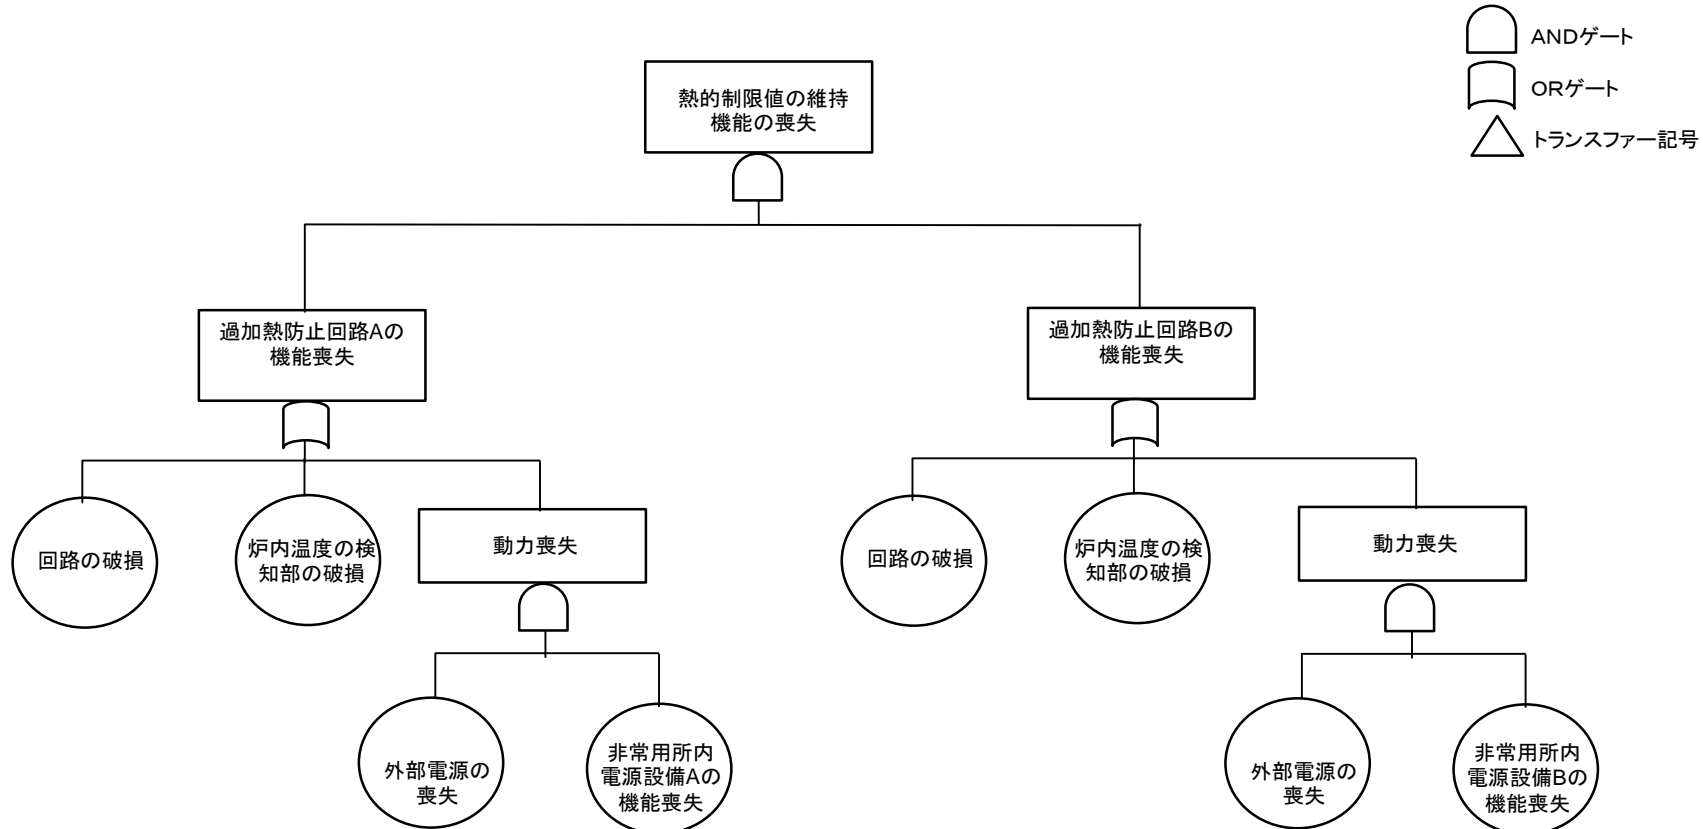 ANDゲート
ORゲート
トランスファー記号
熱的制限値の維持
機能の喪失
過加熱防止回路Aの
機能喪失
過加熱防止回路Bの
機能喪失
回路の破損
炉内温度の検
知部の破損
動力喪失
回路の破損
炉内温度の検
知部の破損
動力喪失
外部電源の
喪失
非常用所内
電源設備Aの
機能喪失
外部電源の
喪失
非常用所内
電源設備Bの
機能喪失